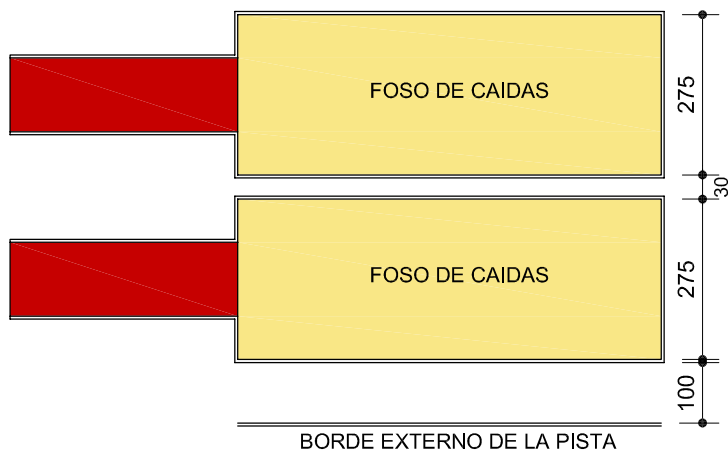 FOSO DE CAIDAS
275
30
FOSO DE CAIDAS
275
100
BORDE EXTERNO DE LA PISTA